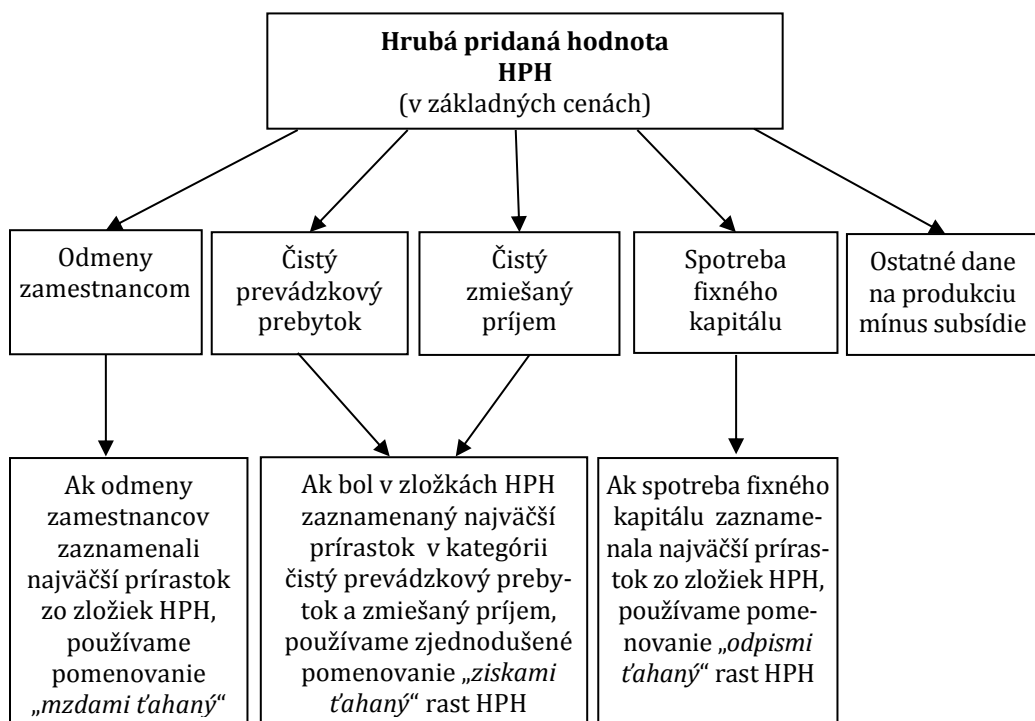 Hrubá pridaná hodnota
HPH
(v základných cenách)
Odmeny
zamestnancom
Čistý
prevádzkový
prebytok
Čistý
zmiešaný
príjem
Spotreba
fixného
kapitálu
Ostatné dane
na produkciu
mínus subsídie
Ak odmeny
zamestnancov
zaznamenali
najväčší prírastok
zo zložiek HPH,
používame
pomenovanie
„mzdami ťahaný“
Ak bol v zložkách HPH
zaznamenaný najväčší
prírastok v kategórii
čistý prevádzkový preby-
tok a zmiešaný príjem,
používame zjednodušené
pomenovanie „ziskami
ťahaný“ rast HPH
Ak spotreba fixného
kapitálu zazname-
nala najväčší príras-
tok zo zložiek HPH,
používame pome-
novanie „odpismi
ťahaný“ rast HPH